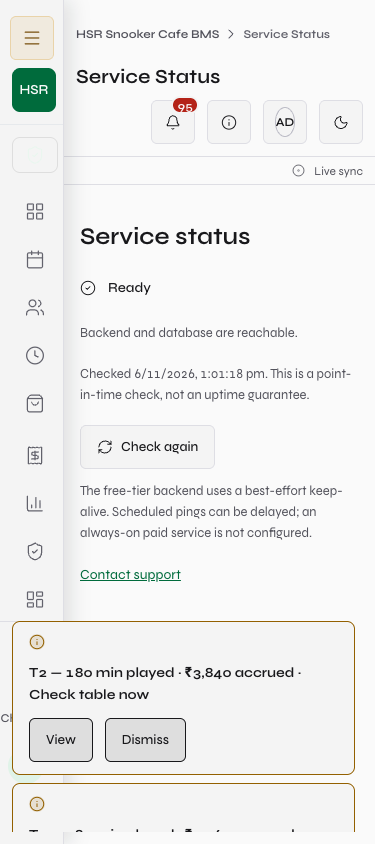 HSR Snooker Cafe BMS > Service Status
HSR
Service Status
95
AD
Live sync
Service status
Ready
Backend and database are reachable.
Checked 6/11/2026, 1:01:18 pm. This is a point-
in-time check, not an uptime guarantee.
Check again
The free-tier backend uses a best-effort keep-
alive. Scheduled pings can be delayed; an
always-on paid service is not configured.
Contact support
T2 — 180 min played · ₹3,840 accrued ·
Check table now
View
Dismiss